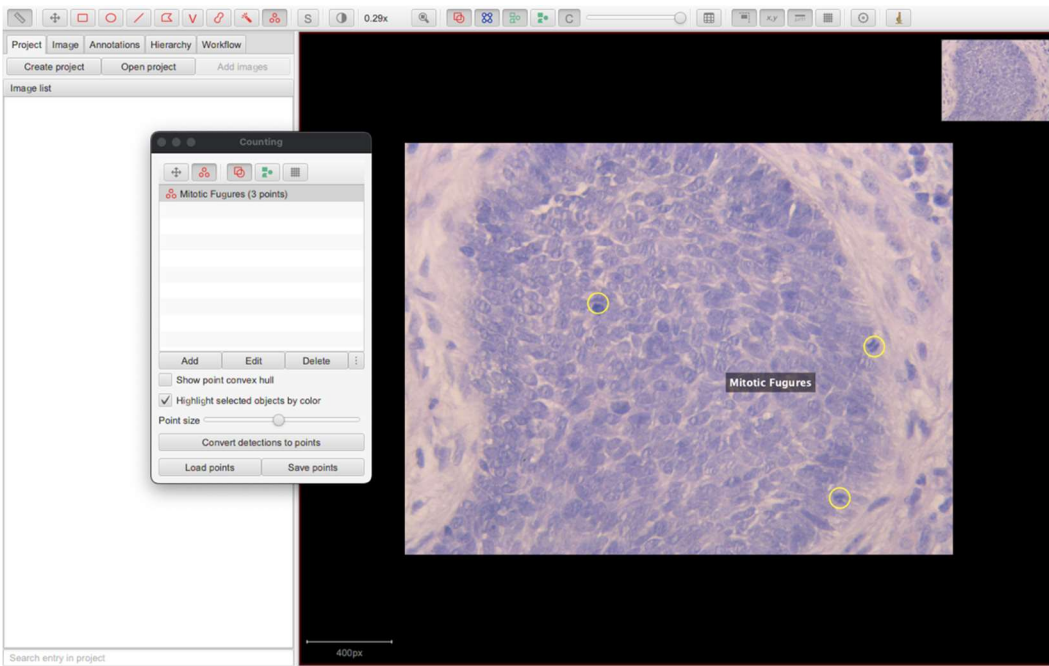 S 0.29x C x,y
Project Image Annotations Hierarchy Workflow
Create project Open project Add images
Image list
Counting
Mitotic Fugures (3 points)
Add Edit Delete
Show point convex hull
Highlight selected objects by color
Point size
Convert detections to points
Load points Save points
Mitotic Fugures
400px
Search entry in project